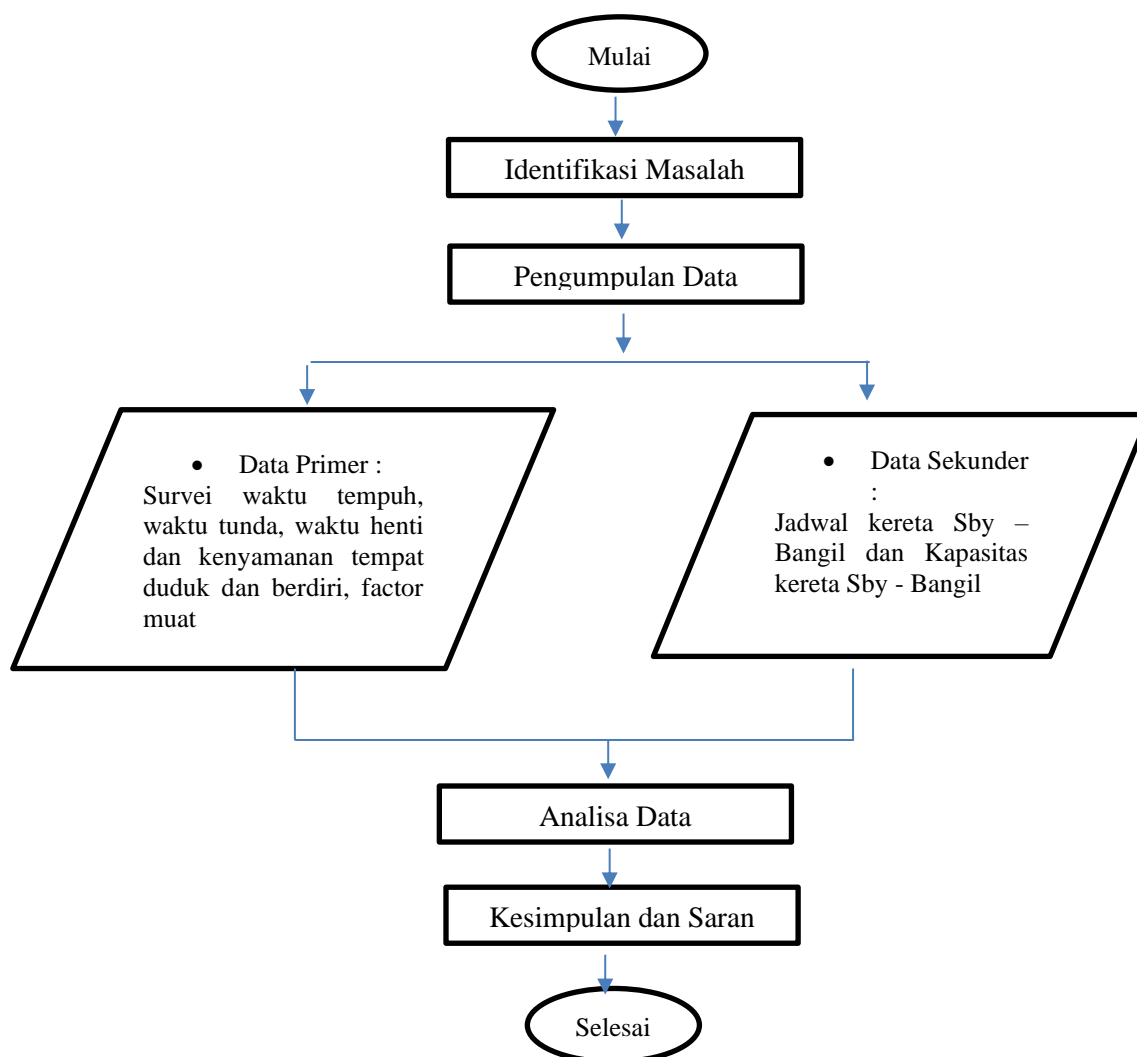 Mulai
Identifikasi Masalah
Pengumpulan Data
• Data Primer :
Survei waktu tempuh,
waktu tunda, waktu henti
dan kenyamanan tempat
duduk dan berdiri, factor
muat
• Data Sekunder
:
Jadwal kereta Sby –
Bangil dan Kapasitas
kereta Sby - Bangil
Analisa Data
Kesimpulan dan Saran
Selesai